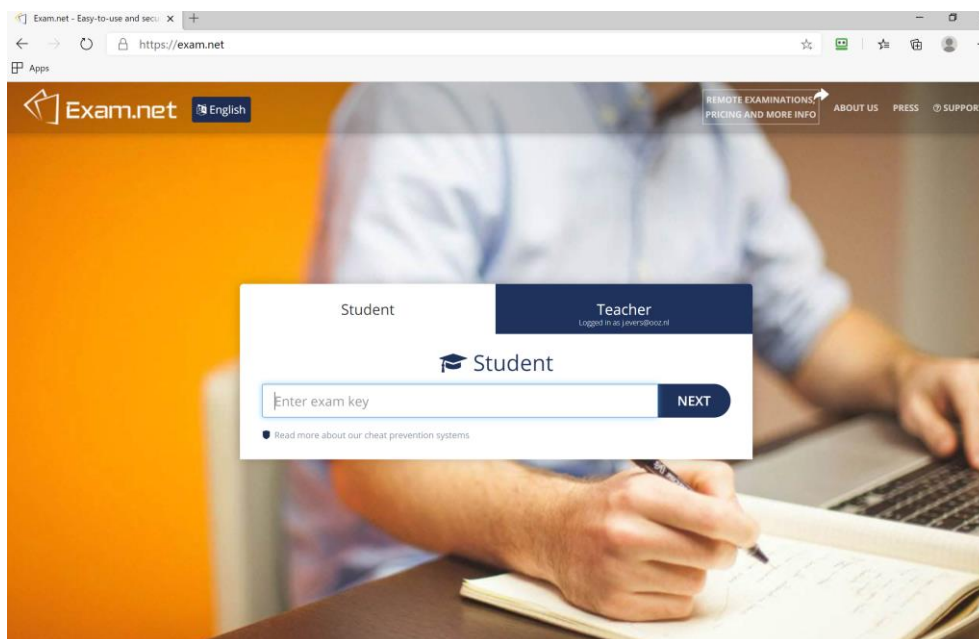 Exam.net - Easy-to-use and secu
https://exam.net
Apps
Exam.net
English
REMOTE EXAMINATIONS,
PRICING AND MORE INFO
ABOUT US
PRESS
SUPPOR
Student
Teacher
Logged in as j.evers@ooz.nl
Student
Enter exam key
NEXT
Read more about our cheat prevention systems